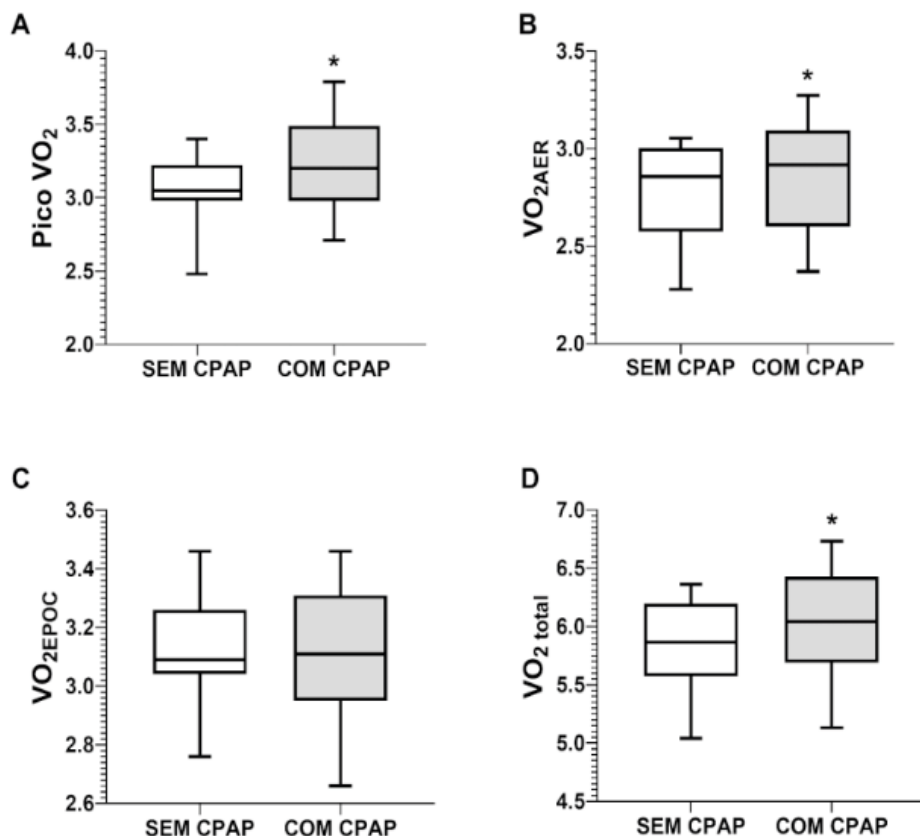 A
Pico VO2
4.0
3.5
3.0
2.5
2.0
*
SEM CPAP COM CPAP
B
VO2AER
3.5
3.0
2.5
2.0
*
SEM CPAP COM CPAP
C
VO2EPOC
3.6
3.4
3.2
3.0
2.8
2.6
SEM CPAP COM CPAP
D
VO2 total
7.0
6.5
6.0
5.5
5.0
4.5
*
SEM CPAP COM CPAP